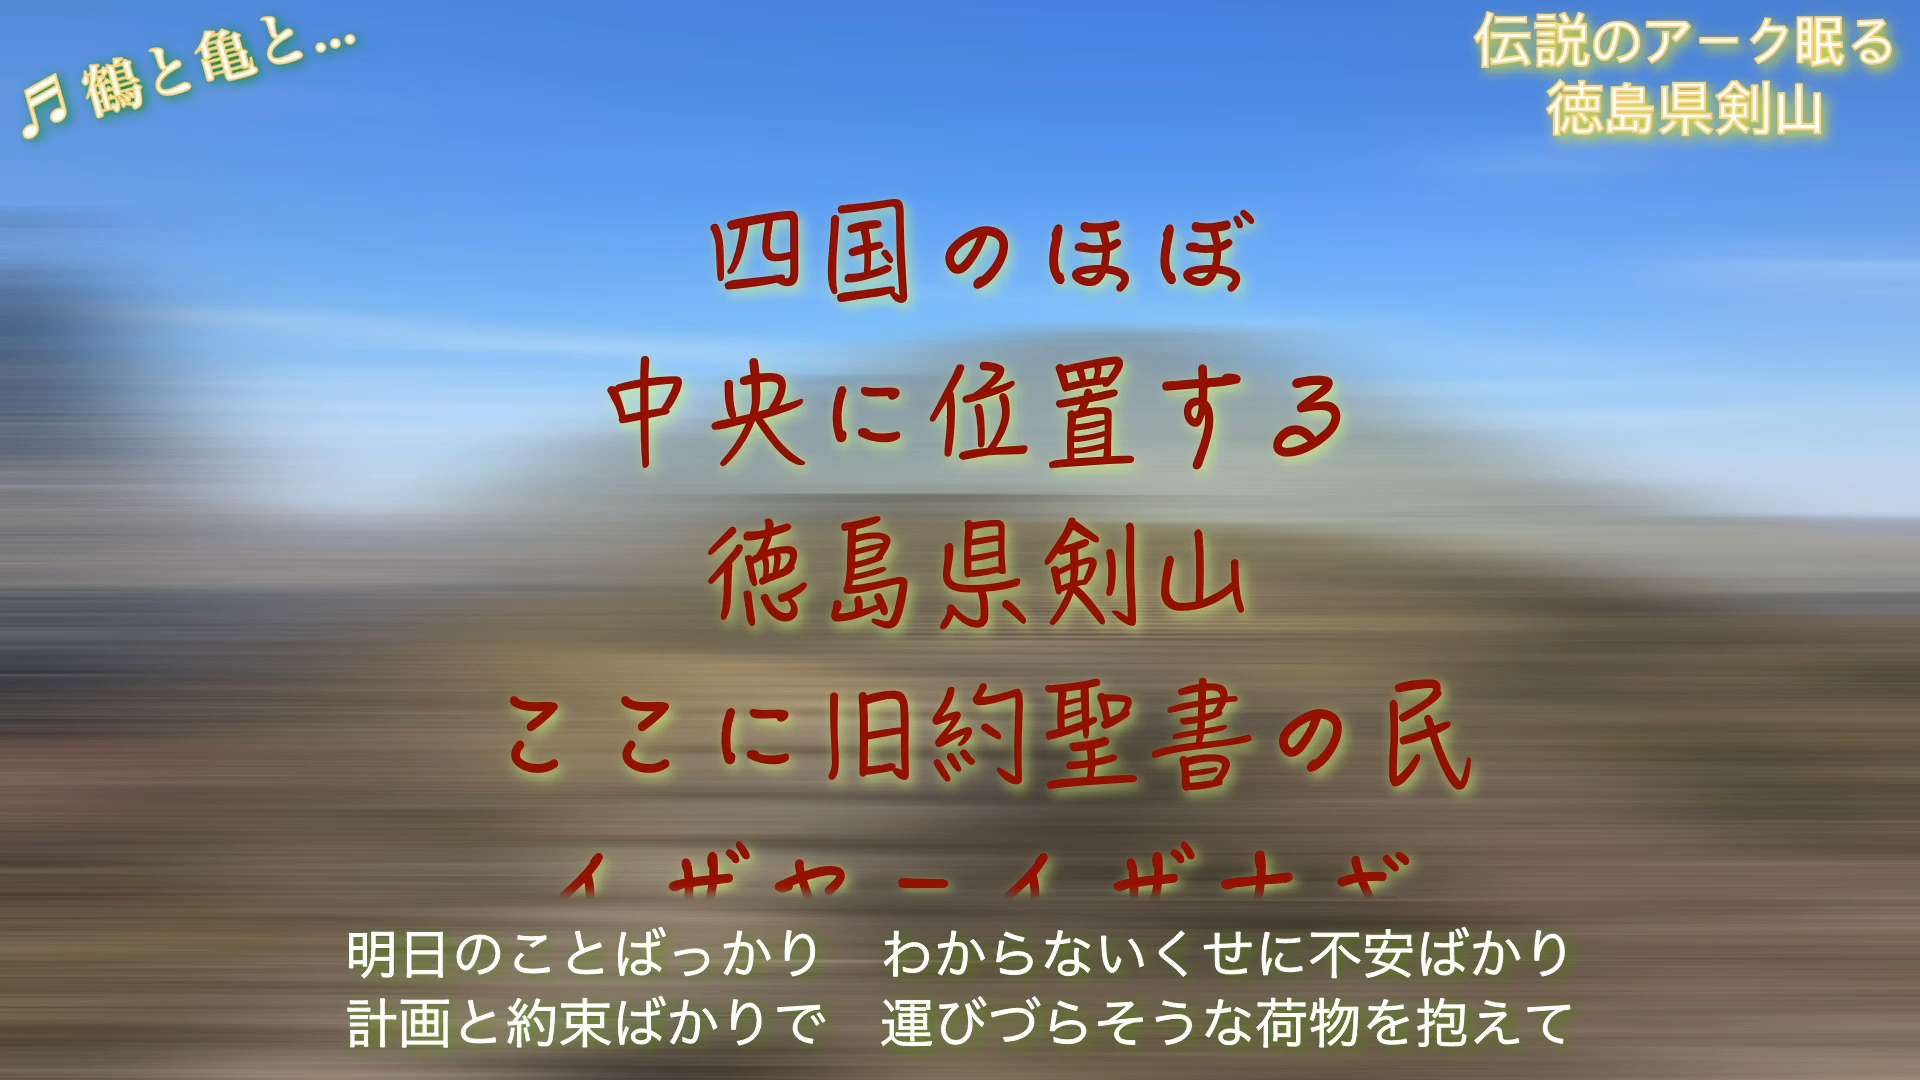 ♬鶴と亀と…
伝説のアーク眠る
徳島県剣山
四国のほぼ
中央に位置する
徳島県剣山
ここに旧約聖書の民
明日のことばっかり　わからないくせに不安ばかり
計画と約束ばかりで　運びづらそうな荷物を抱えて